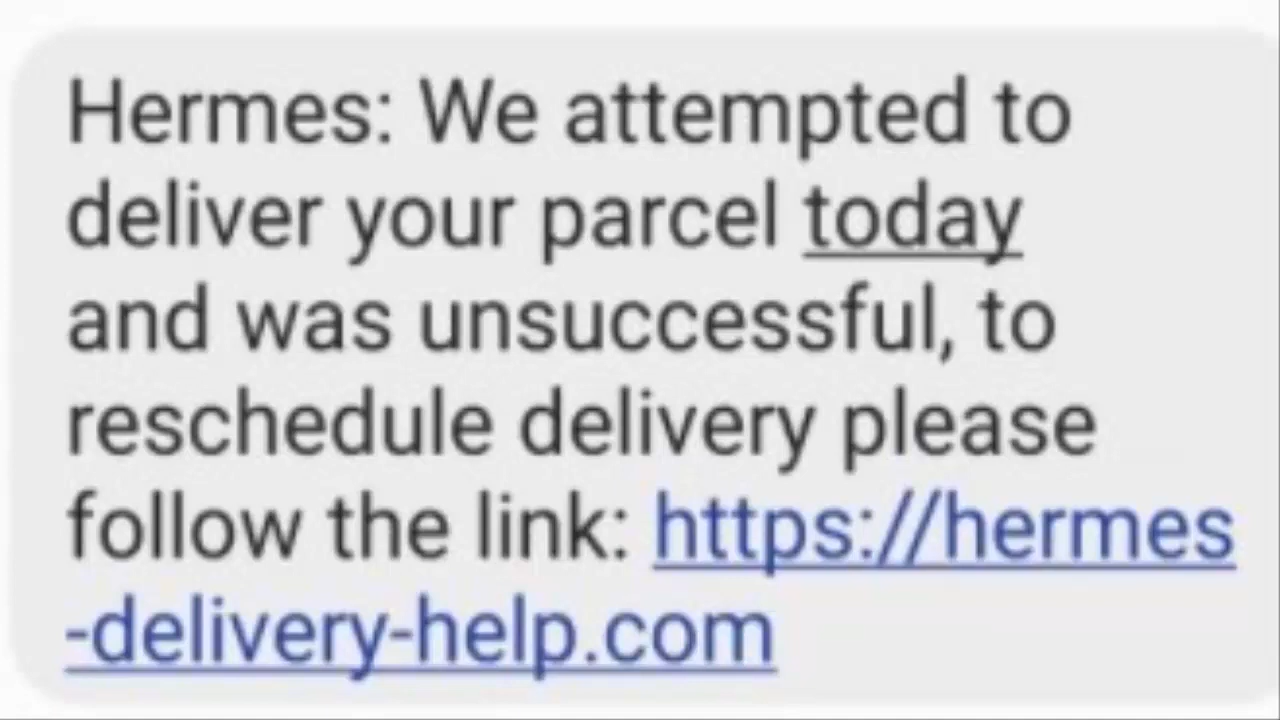 Hermes: We attempted to
deliver your parcel today
and was unsuccessful, to
reschedule delivery please
follow the link: https://hermes
-delivery-help.com